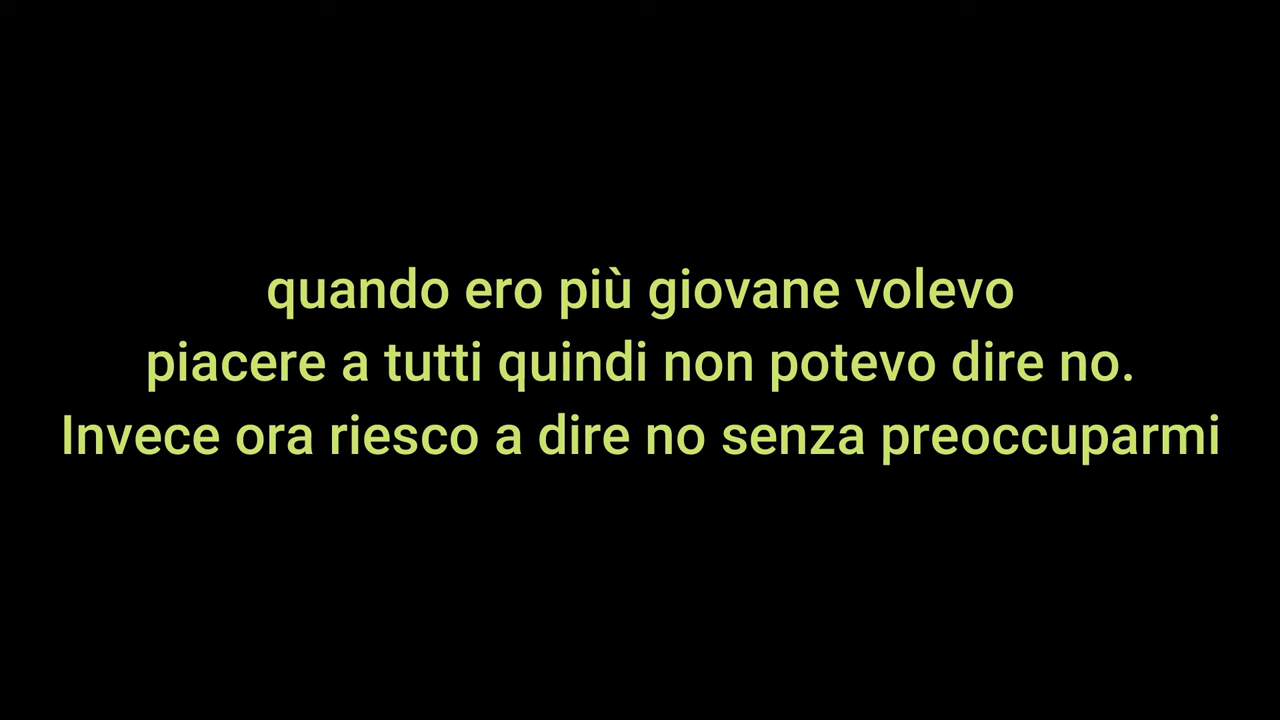 quando ero più giovane volevo
piacere a tutti quindi non potevo dire no.
Invece ora riesco a dire no senza preoccuparmi